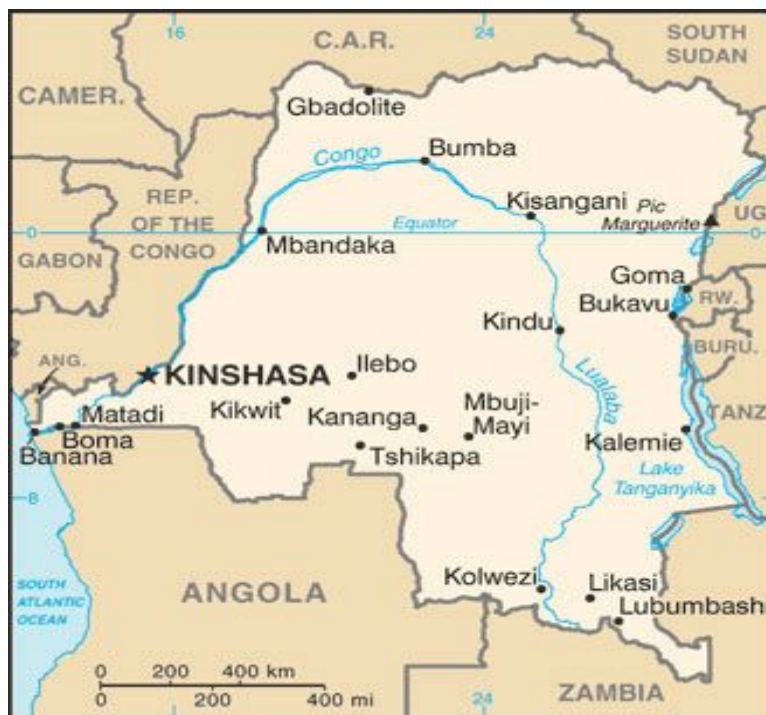 16
24
C.A.R.
SOUTH
SUDAN
CAMER.
Gbadolite
Congo
Bumba
REP.
OF THE
CONGO
Kisangani
Pic
Marguerite
UG
0
Equator
Mbandaka
GABON
Goma
RW.
Bukavu
Kindu
BURU.
ANG.
KINSHASA
Ilebo
Lualaba
Kikwit
Kananga
Mbuji-
Mayi
TANZ
Matadi
Boma
Banana
Tshikapa
Kalemie
Lake
Tanganyika
8
SOUTH
ATLANTIC
OCEAN
ANGOLA
Kolwezi
Likasi
Lubumbash
0 200 400 km
0 200 400 mi
24
ZAMBIA
16